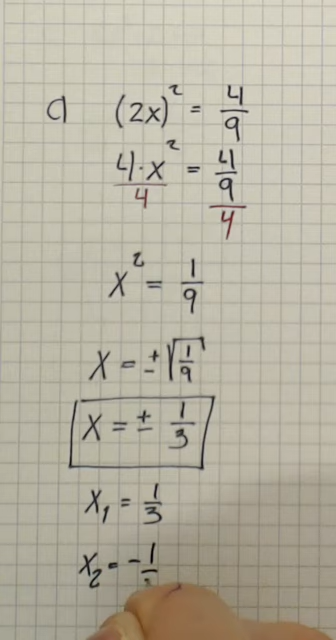 c) (2x)² = 4/9
4·x²/4 = 4/9/4
x² = 1/9
x = ±√1/9
x = ± 1/3
x₁ = 1/3
x₂ = -1/